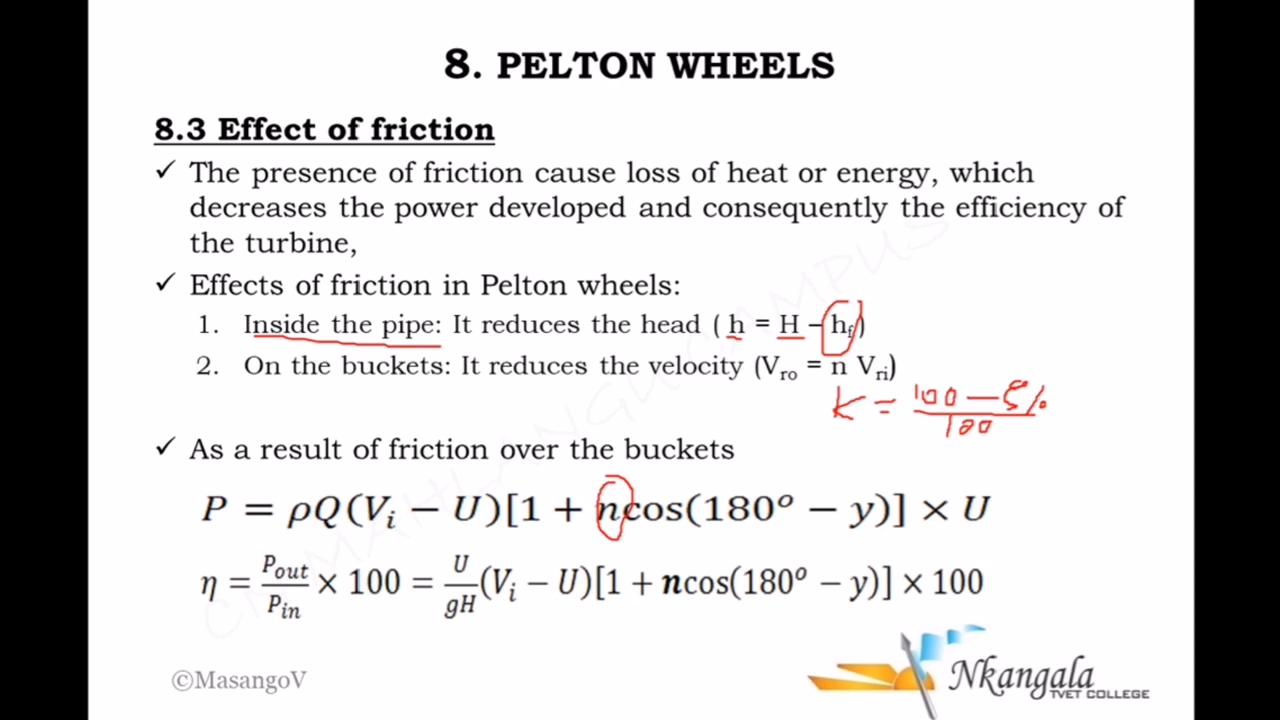 8. PELTON WHEELS
8.3 Effect of friction
✓ The presence of friction cause loss of heat or energy, which
decreases the power developed and consequently the efficiency of
the turbine,
✓ Effects of friction in Pelton wheels:
1. Inside the pipe: It reduces the head ( h = H – hf)
2. On the buckets: It reduces the velocity (Vro = n Vri)
K = 100 – 5% / 100
✓ As a result of friction over the buckets
P = ρQ(Vi − U)[1 + ncos(180° − y)] × U
η = Pout / Pin × 100 = U / gH (Vi − U)[1 + ncos(180° − y)] × 100
©MasangoV
Nkangala
TVET COLLEGE